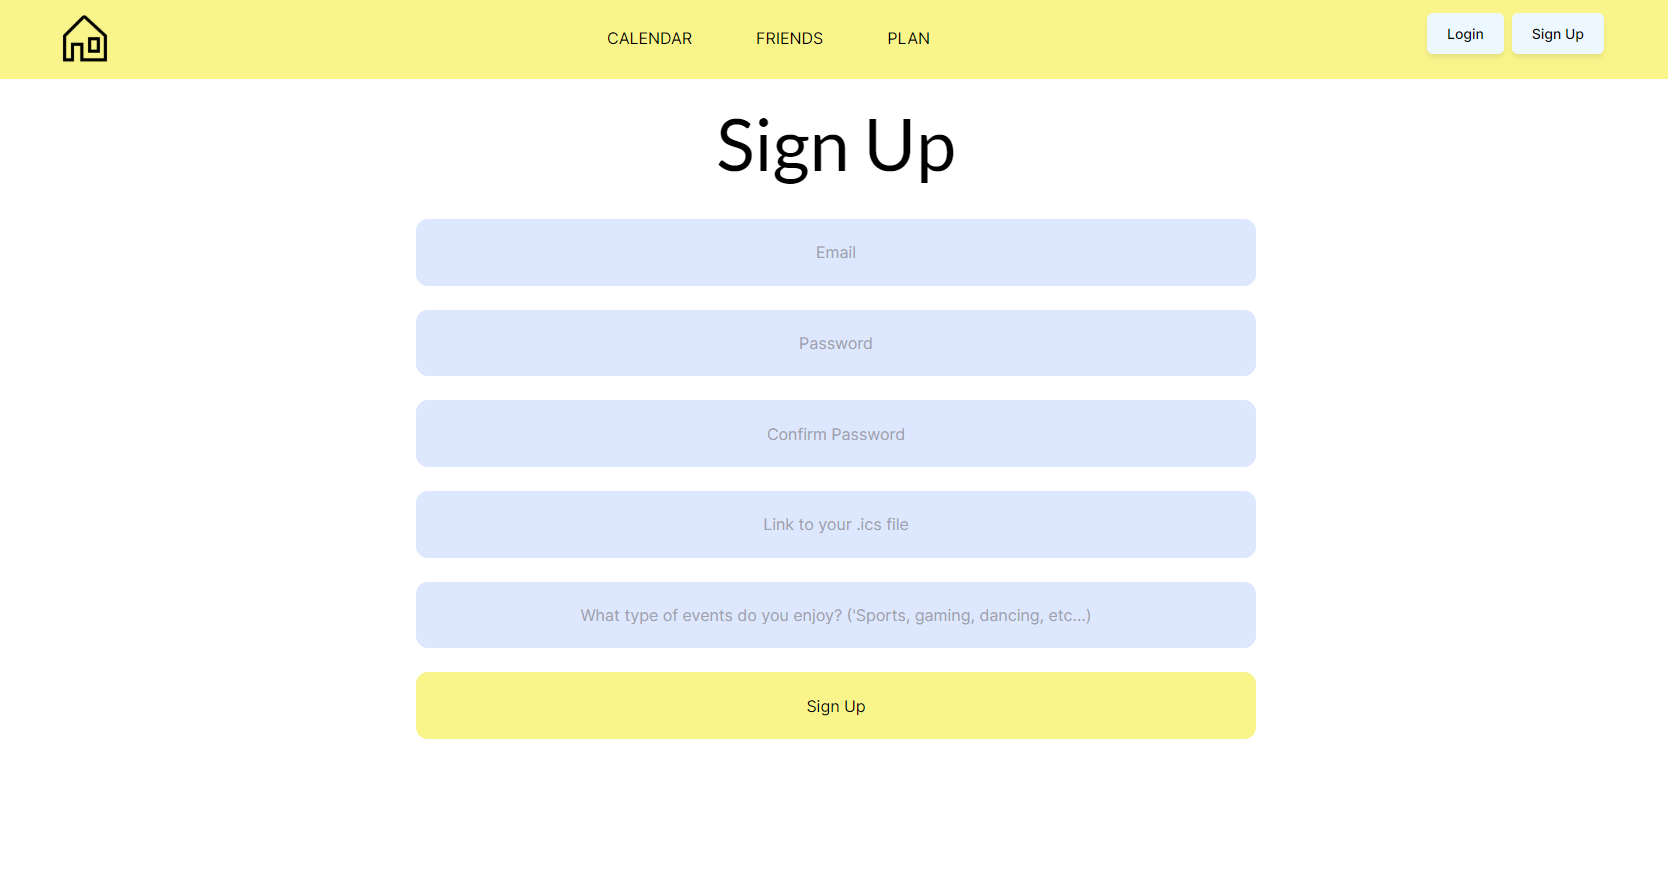 CALENDAR FRIENDS PLAN Login Sign Up
Sign Up
Email
Password
Confirm Password
Link to your .ics file
What type of events do you enjoy? ('Sports, gaming, dancing, etc...)
Sign Up